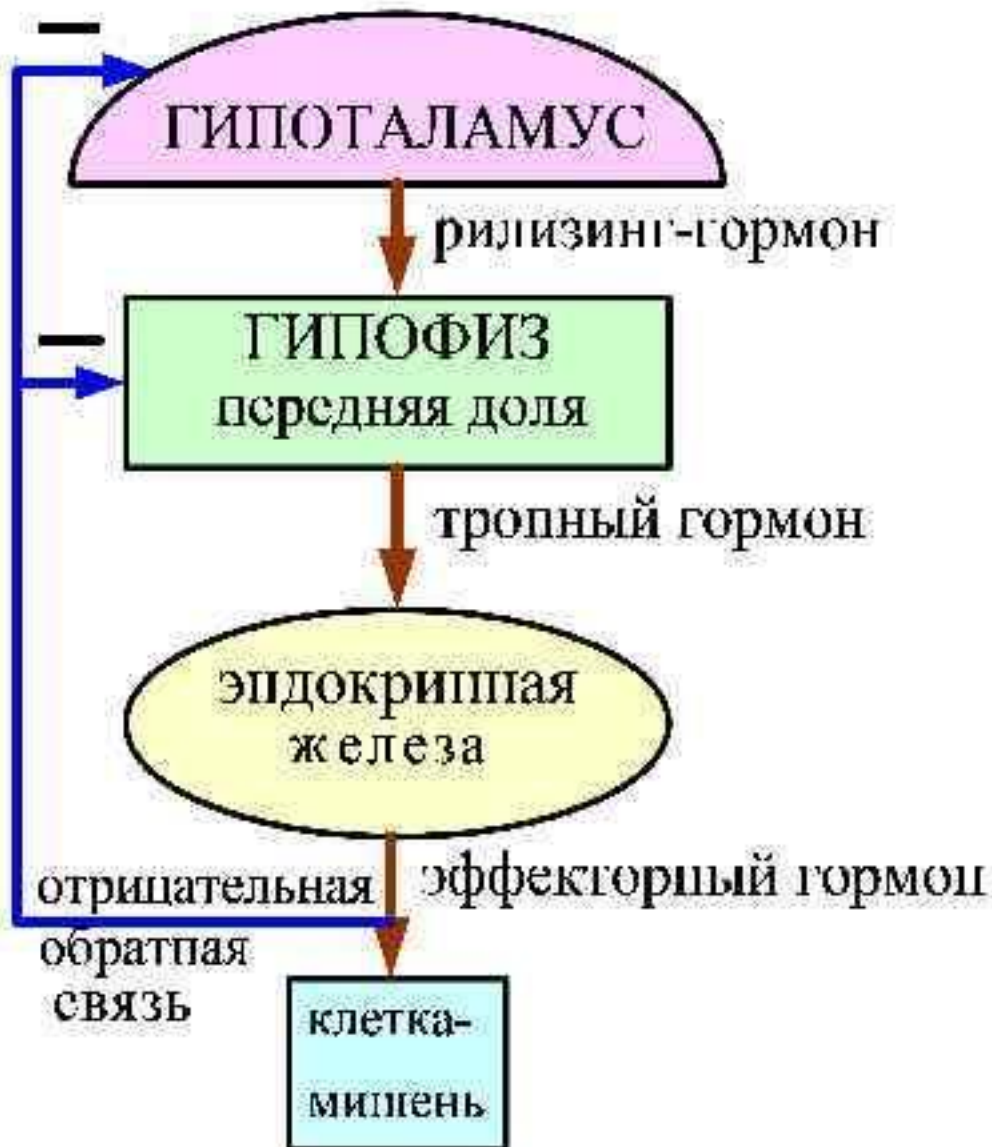 ГИПОТАЛАМУС
рилизинг-гормон
ГИПОФИЗ
передняя доля
тропный гормон
эндокринная
железа
эффекторный гормон
отрицательная
обратная
связь
клетка-
мишень